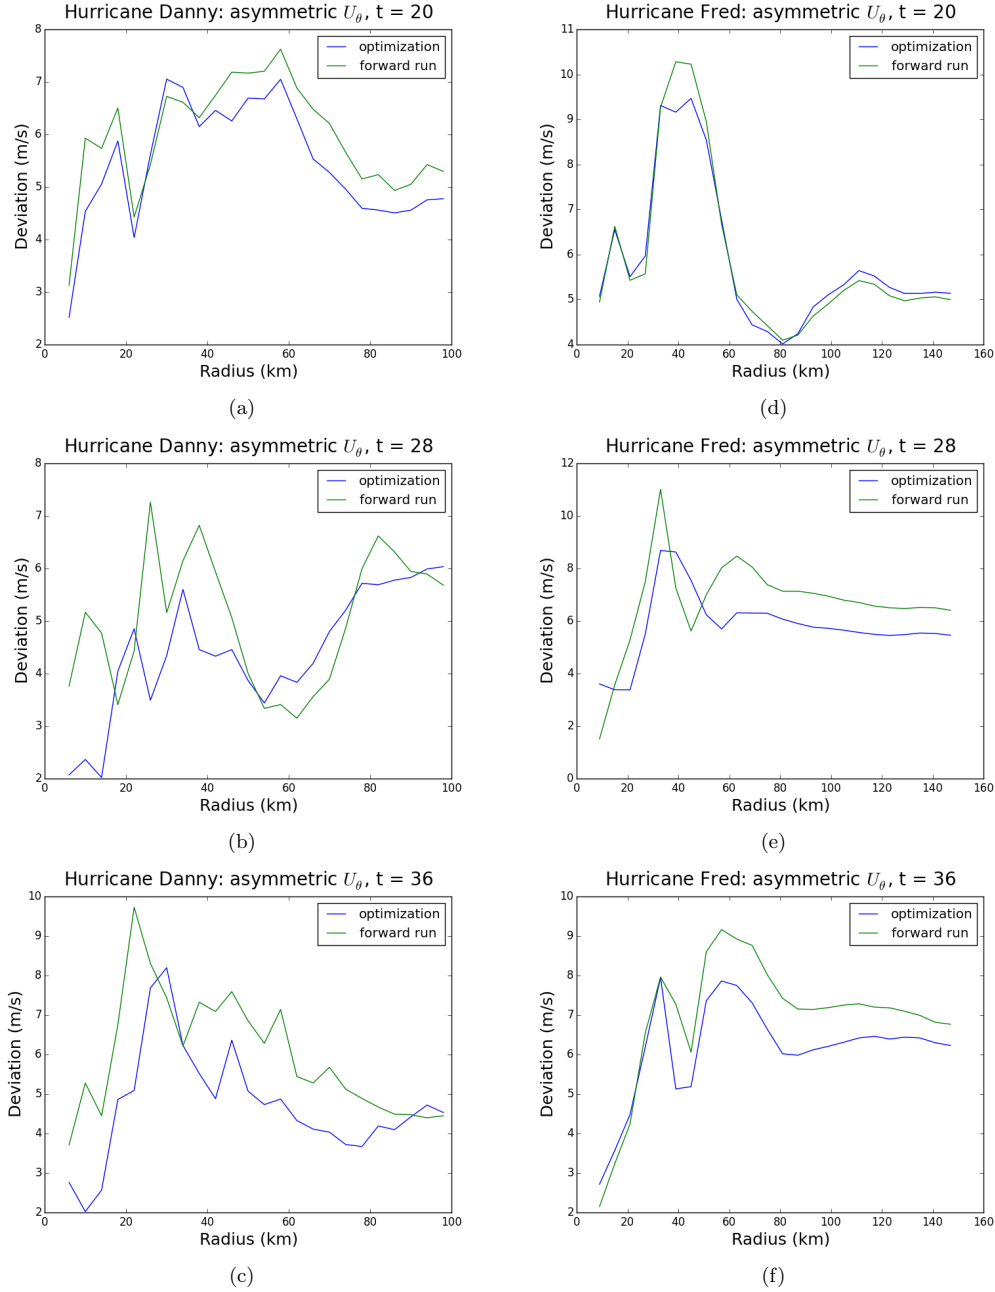 Hurricane Danny: asymmetric U_θ, t = 20
8
7
6
5
4
3
2
Deviation (m/s)
optimization
forward run
0 20 40 60 80 100
Radius (km)
(a)
Hurricane Fred: asymmetric U_θ, t = 20
11
10
9
8
7
6
5
4
Deviation (m/s)
optimization
forward run
0 20 40 60 80 100 120 140 160
Radius (km)
(d)
Hurricane Danny: asymmetric U_θ, t = 28
8
7
6
5
4
3
2
Deviation (m/s)
optimization
forward run
0 20 40 60 80 100
Radius (km)
(b)
Hurricane Fred: asymmetric U_θ, t = 28
12
10
8
6
4
2
0
Deviation (m/s)
optimization
forward run
0 20 40 60 80 100 120 140 160
Radius (km)
(e)
Hurricane Danny: asymmetric U_θ, t = 36
10
9
8
7
6
5
4
3
2
Deviation (m/s)
optimization
forward run
0 20 40 60 80 100
Radius (km)
(c)
Hurricane Fred: asymmetric U_θ, t = 36
10
9
8
7
6
5
4
3
2
Deviation (m/s)
optimization
forward run
0 20 40 60 80 100 120 140 160
Radius (km)
(f)